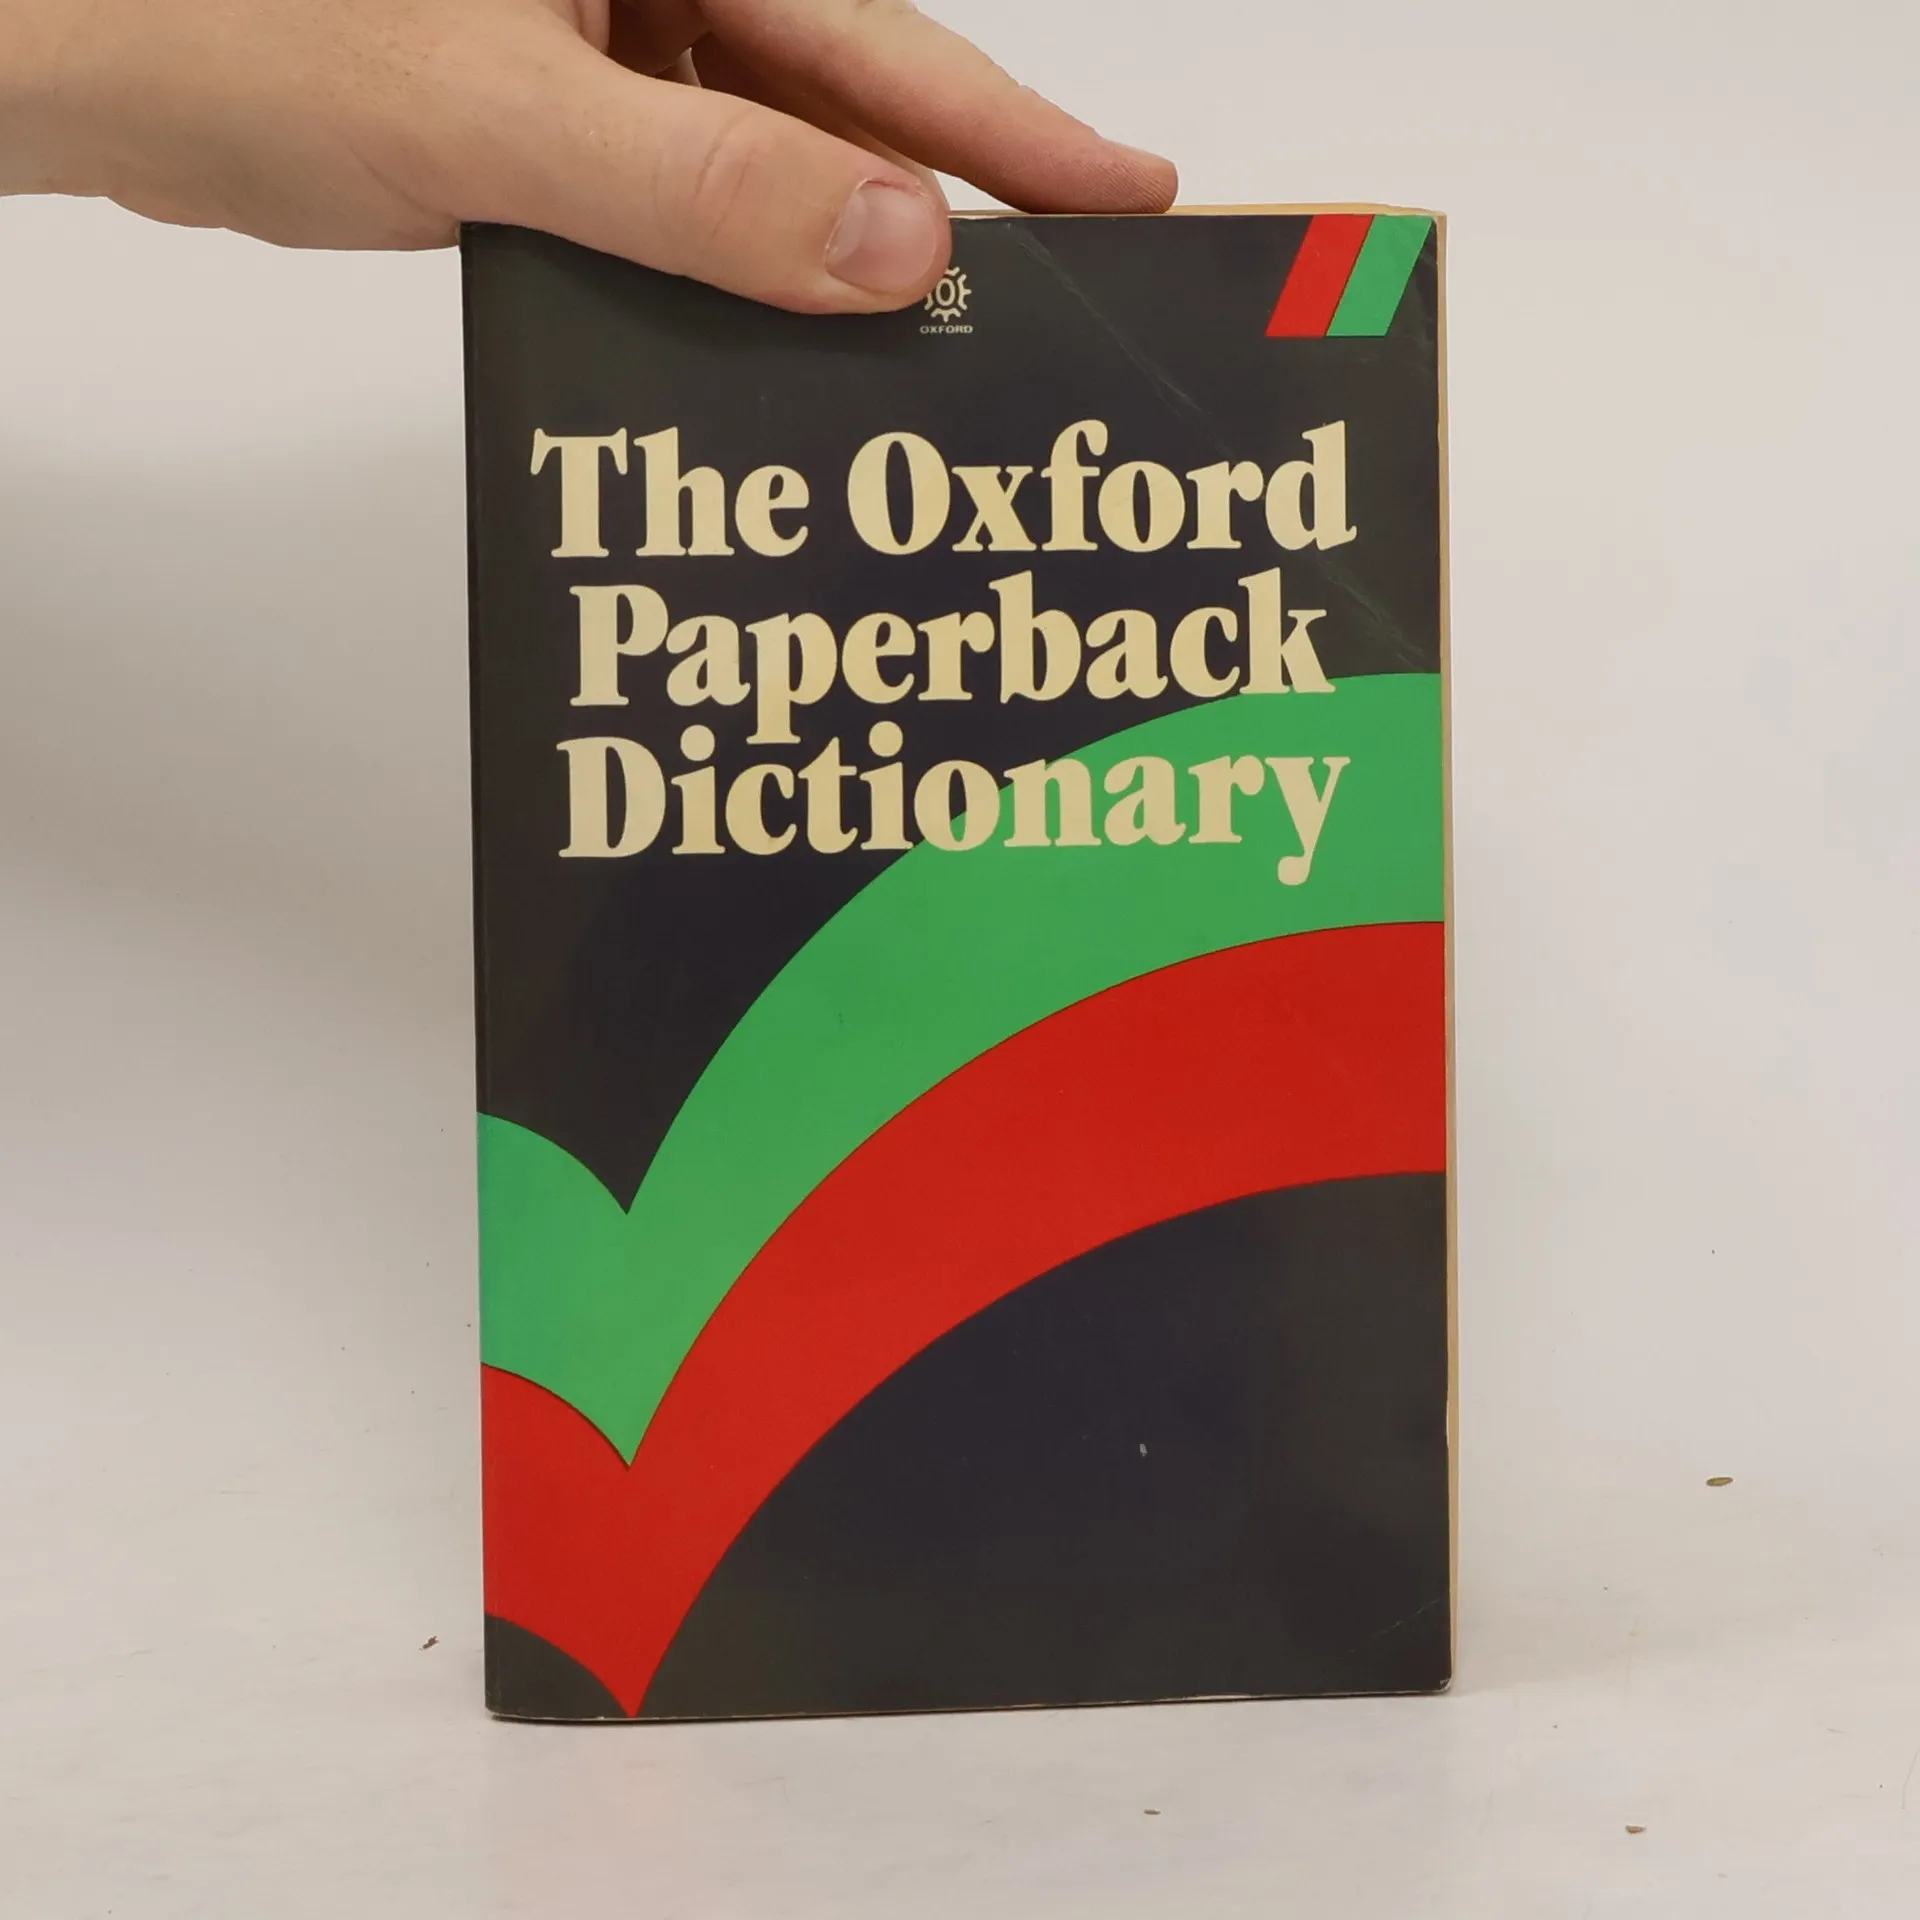 O
OXFORD
The Oxford
Paperback
Dictionary